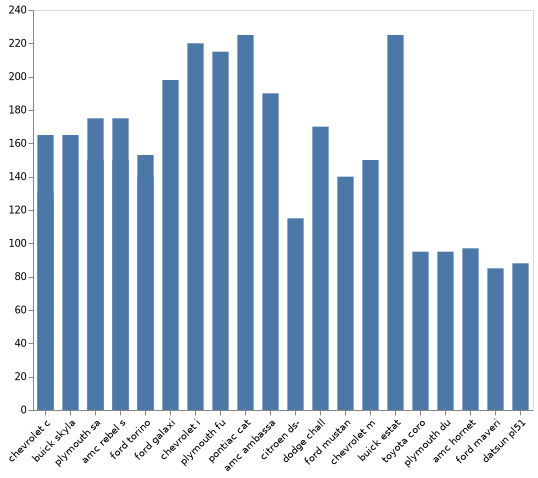 240
220
200
180
160
140
120
100
80
60
40
20
0
chevrolet c
buick skyla
plymouth sa
amc rebel s
ford torino
ford galaxi
chevrolet i
plymouth fu
pontiac cat
amc ambassa
citroen ds-
dodge chall
ford mustan
chevrolet m
buick estat
toyota coro
plymouth du
amc hornet
ford maveri
datsun pl51